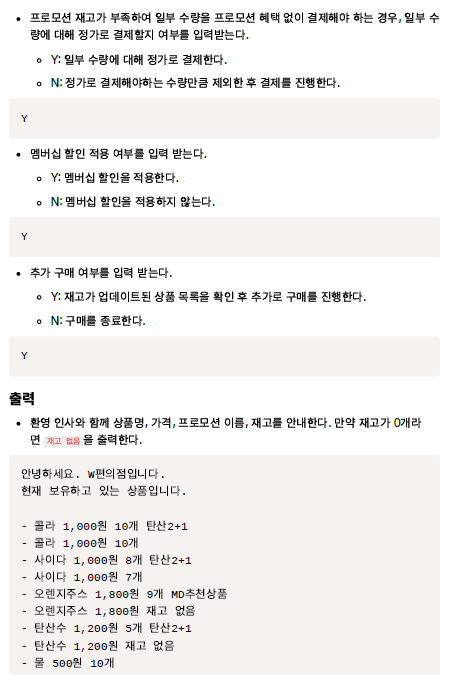 • 프로모션 재고가 부족하여 일부 수량을 프로모션 혜택 없이 결제해야 하는 경우, 일부 수
량에 대해 정가로 결제할지 여부를 입력받는다.
◦ Y: 일부 수량에 대해 정가로 결제한다.
◦ N: 정가로 결제해야하는 수량만큼 제외한 후 결제를 진행한다.
Y
• 멤버십 할인 적용 여부를 입력 받는다.
◦ Y: 멤버십 할인을 적용한다.
◦ N: 멤버십 할인을 적용하지 않는다.
Y
• 추가 구매 여부를 입력 받는다.
◦ Y: 재고가 업데이트된 상품 목록을 확인 후 추가로 구매를 진행한다.
◦ N: 구매를 종료한다.
Y
출력
• 환영 인사와 함께 상품명, 가격, 프로모션 이름, 재고를 안내한다. 만약 재고가 0개라
면 재고 없음 을 출력한다.
안녕하세요. W편의점입니다.
현재 보유하고 있는 상품입니다.
- 콜라 1,000원 10개 탄산2+1
- 콜라 1,000원 10개
- 사이다 1,000원 8개 탄산2+1
- 사이다 1,000원 7개
- 오렌지주스 1,800원 9개 MD추천상품
- 오렌지주스 1,800원 재고 없음
- 탄산수 1,200원 5개 탄산2+1
- 탄산수 1,200원 재고 없음
- 물 500원 10개